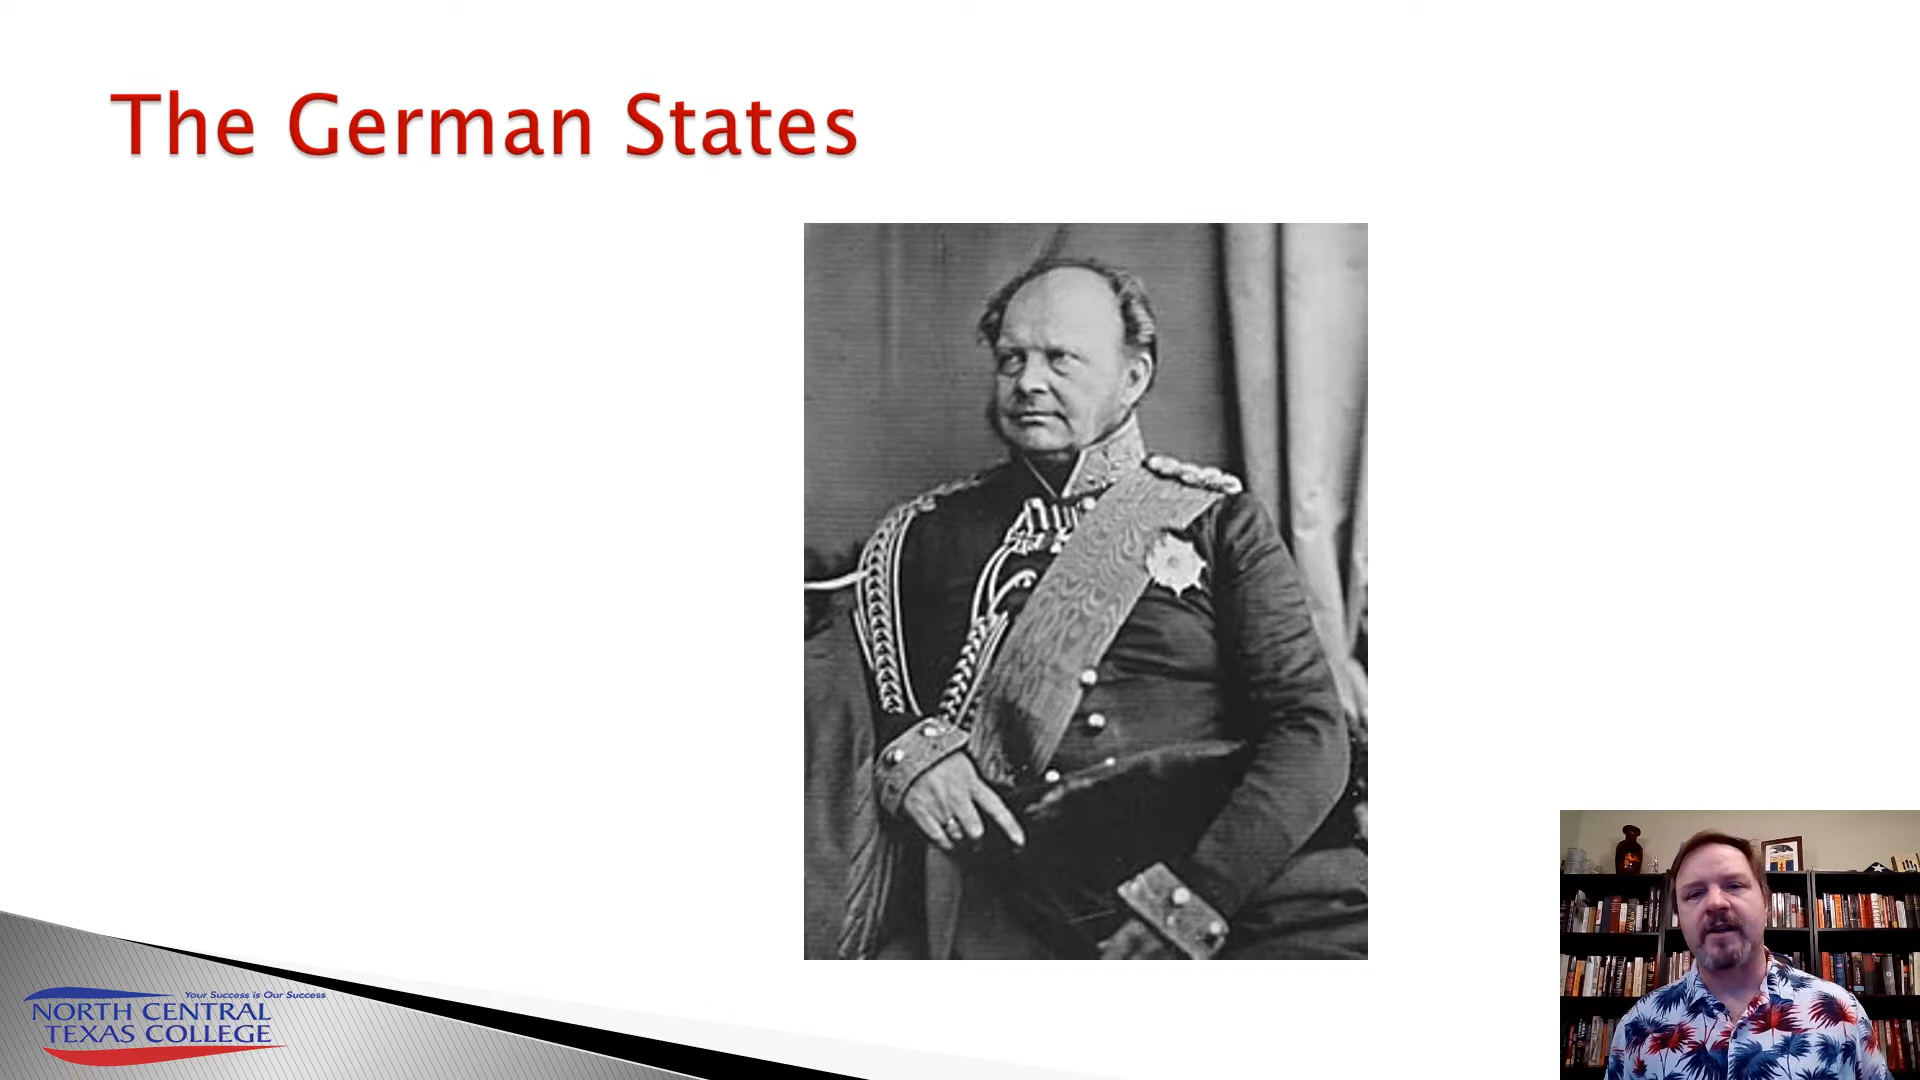 The German States
Your Success is Our Success
NORTH CENTRAL
TEXAS COLLEGE